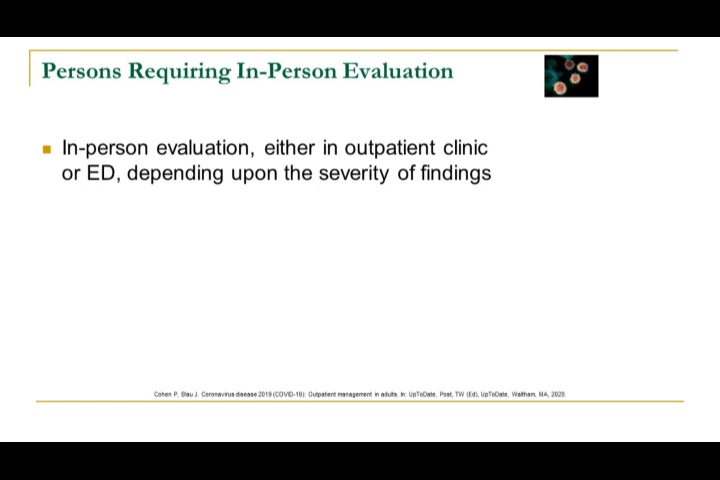 Persons Requiring In-Person Evaluation
In-person evaluation, either in outpatient clinic
or ED, depending upon the severity of findings
Cohen P, Blau J. Coronavirus disease 2019 (COVID-19): Outpatient management in adults. In: UpToDate, Post, TW (Ed), UpToDate, Waltham, MA, 2020.